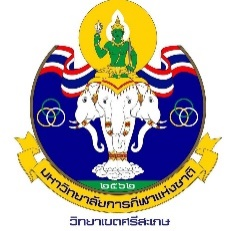 ๒๕๖๒
มหาวิทยาลัยการกีฬาแห่งชาติ
วิทยาเขตศรีสะเกษ